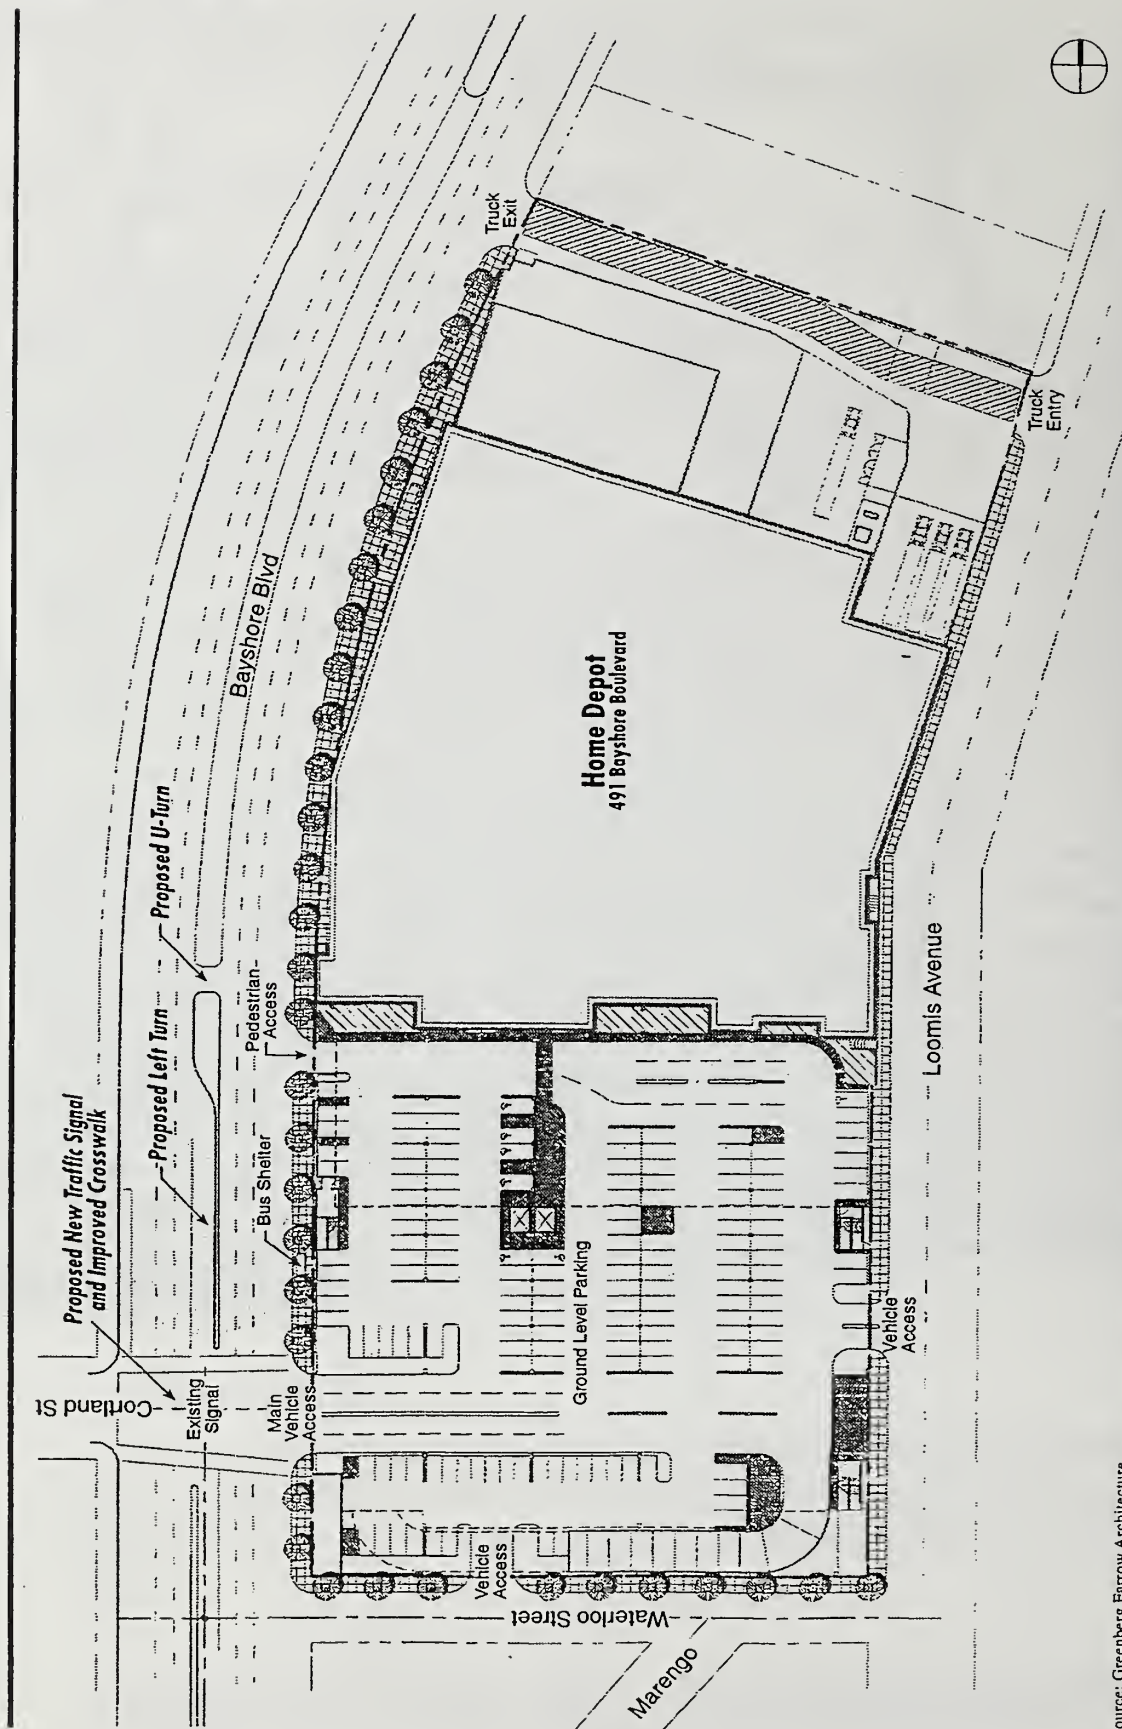 Proposed New Traffic Signal
and Improved Crosswalk
Proposed Left Turn
Proposed U-Turn
Cortland St
Existing
Signal
Main
Vehicle
Access
Bus Shelter
Pedestrian
Access
Bayshore Blvd
Truck
Exit
Truck
Entry
Home Depot
491 Bayshore Boulevard
Ground Level Parking
Vehicle
Access
Vehicle
Access
Waterloo Street
Marengo
Loomis Avenue
ource: Greenberg Farrow Architecture